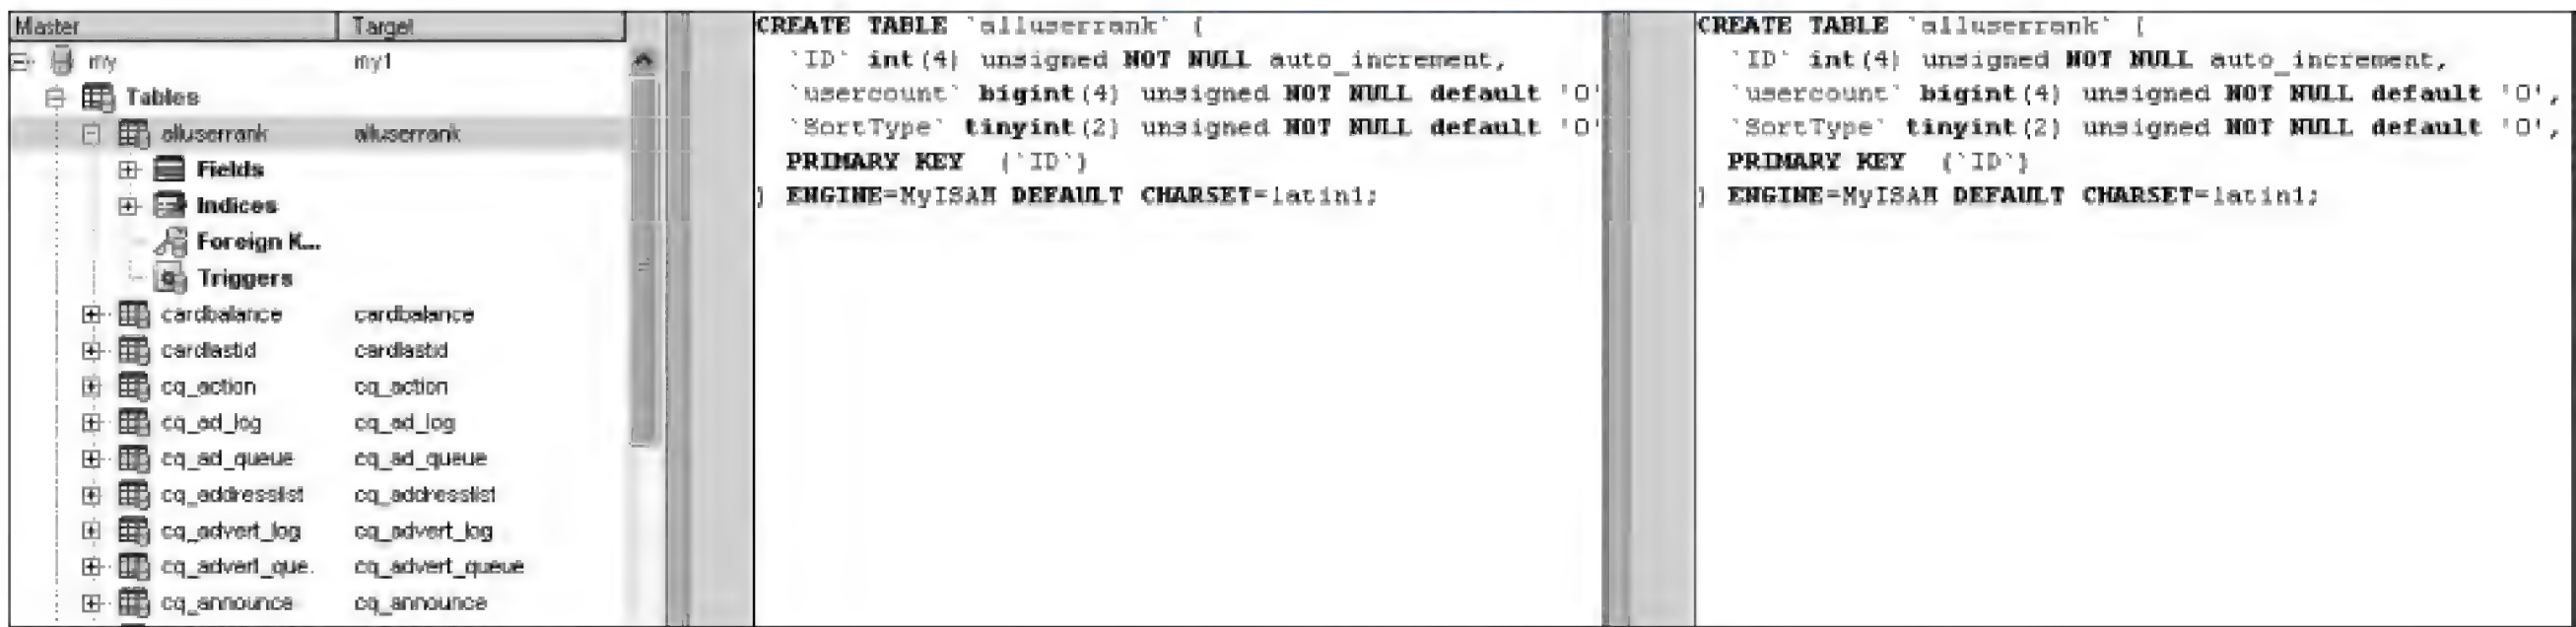 Master Target
my my1
Tables
alluserrank alluserrank
Fields
Indices
Foreign K...
Triggers
cardbalance cardbalance
cardlastid cardlastid
cq_action cq_action
cq_ad_log cq_ad_log
cq_ad_queue cq_ad_queue
cq_addresslist cq_addresslist
cq_advert_log cq_advert_log
cq_advert_que. cq_advert_queue
cq_announce cq_announce
CREATE TABLE `alluserrank` (
`ID` int(4) unsigned NOT NULL auto_increment,
`usercount` bigint(4) unsigned NOT NULL default '0'
`SortType` tinyint(2) unsigned NOT NULL default '0'
PRIMARY KEY (`ID`)
) ENGINE=MyISAM DEFAULT CHARSET=latin1;
CREATE TABLE `alluserrank` (
`ID` int(4) unsigned NOT NULL auto_increment,
`usercount` bigint(4) unsigned NOT NULL default '0',
`SortType` tinyint(2) unsigned NOT NULL default '0',
PRIMARY KEY (`ID`)
) ENGINE=MyISAM DEFAULT CHARSET=latin1;